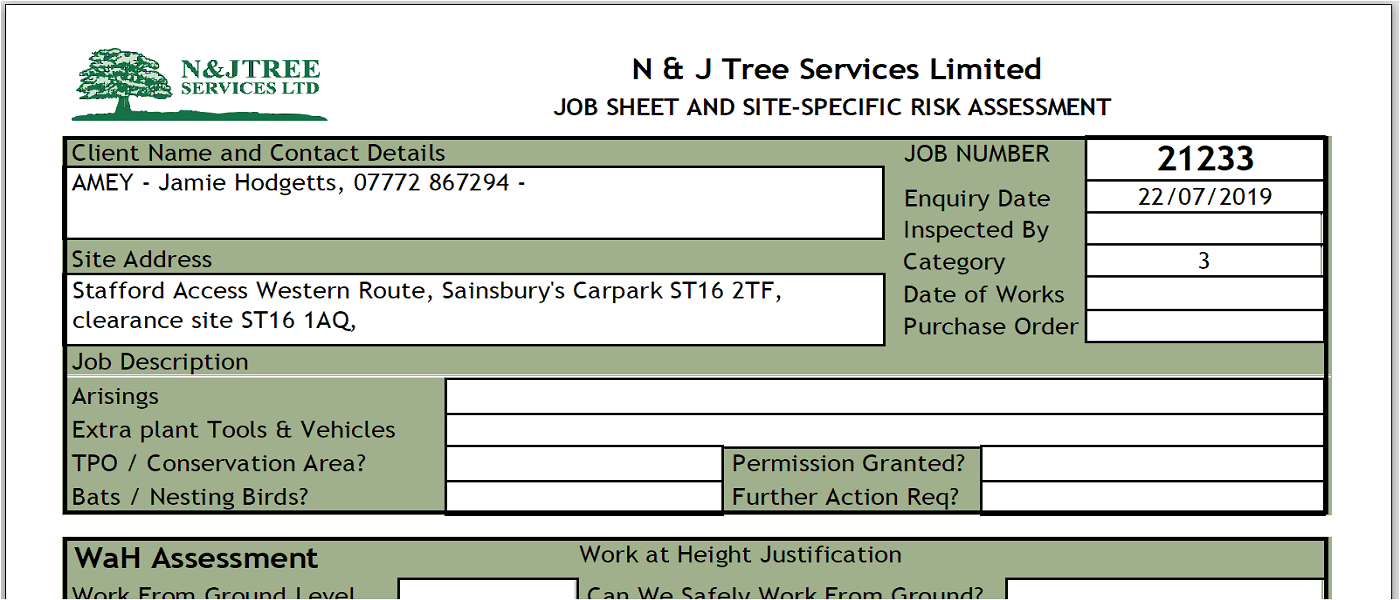 N&JTREE
SERVICES LTD
N & J Tree Services Limited
JOB SHEET AND SITE-SPECIFIC RISK ASSESSMENT
Client Name and Contact Details
AMEY - Jamie Hodgetts, 07772 867294 -
JOB NUMBER 21233
Enquiry Date 22/07/2019
Inspected By
Site Address
Category 3
Stafford Access Western Route, Sainsbury's Carpark ST16 2TF,
clearance site ST16 1AQ,
Date of Works
Purchase Order
Job Description
Arisings
Extra plant Tools & Vehicles
TPO / Conservation Area? Permission Granted?
Bats / Nesting Birds? Further Action Req?
WaH Assessment Work at Height Justification
Work From Ground Level Can We Safely Work From Ground?